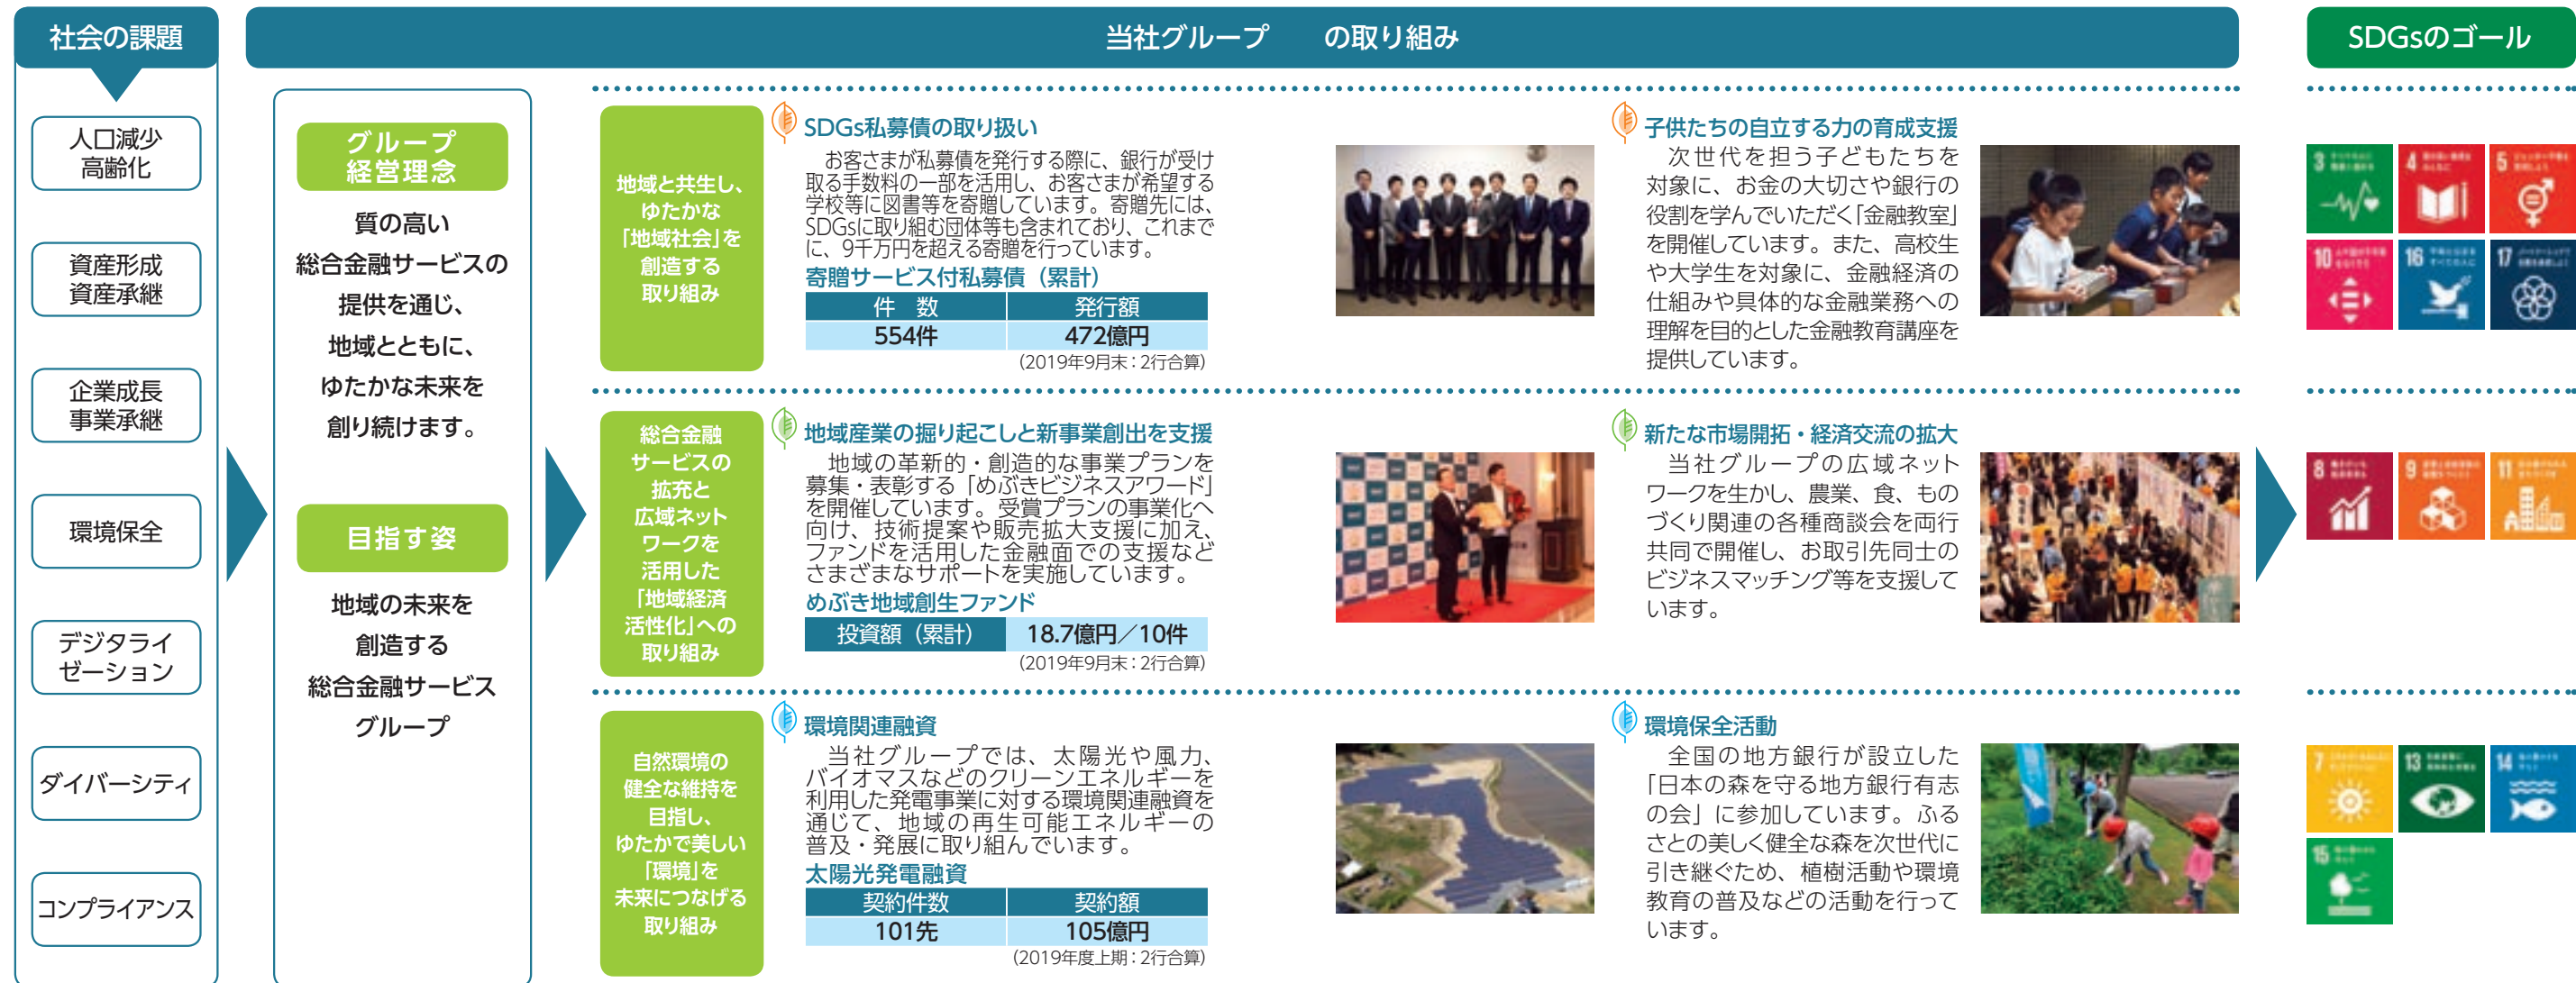 社会の課題
人口減少
高齢化
資産形成
資産承継
企業成長
事業承継
環境保全
デジタライ
ゼーション
ダイバーシティ
コンプライアンス
当社グループ　の取り組み
グループ
経営理念
質の高い
総合金融サービスの
提供を通じ、
地域とともに、
ゆたかな未来を
創り続けます。
目指す姿
地域の未来を
創造する
総合金融サービス
グループ
地域と共生し、
ゆたかな
「地域社会」を
創造する
取り組み
SDGs私募債の取り扱い
お客さまが私募債を発行する際に、銀行が受け
取る手数料の一部を活用し、お客さまが希望する
学校等に図書等を寄贈しています。寄贈先には、
SDGsに取り組む団体等も含まれており、これまで
に、9千万円を超える寄贈を行っています。
寄贈サービス付私募債（累計）
件　数　発行額
554件　472億円
（2019年9月末：2行合算）
子供たちの自立する力の育成支援
次世代を担う子どもたちを
対象に、お金の大切さや銀行の
役割を学んでいただく「金融教室」
を開催しています。また、高校生
や大学生を対象に、金融経済の
仕組みや具体的な金融業務への
理解を目的とした金融教育講座を
提供しています。
総合金融
サービスの
拡充と
広域ネット
ワークを
活用した
「地域経済
活性化」への
取り組み
地域産業の掘り起こしと新事業創出を支援
地域の革新的・創造的な事業プランを
募集・表彰する「めぶきビジネスアワード」
を開催しています。受賞プランの事業化へ
向け、技術提案や販売拡大支援に加え、
ファンドを活用した金融面での支援など
さまざまなサポートを実施しています。
めぶき地域創生ファンド
投資額（累計）　18.7億円／10件
（2019年9月末：2行合算）
新たな市場開拓・経済交流の拡大
当社グループの広域ネット
ワークを生かし、農業、食、もの
づくり関連の各種商談会を両行
共同で開催し、お取引先同士の
ビジネスマッチング等を支援して
います。
自然環境の
健全な維持を
目指し、
ゆたかで美しい
「環境」を
未来につなげる
取り組み
環境関連融資
当社グループでは、太陽光や風力、
バイオマスなどのクリーンエネルギーを
利用した発電事業に対する環境関連融資を
通じて、地域の再生可能エネルギーの
普及・発展に取り組んでいます。
太陽光発電融資
契約件数　契約額
101先　105億円
（2019年度上期：2行合算）
環境保全活動
全国の地方銀行が設立した
「日本の森を守る地方銀行有志
の会」に参加しています。ふる
さとの美しく健全な森を次世代に
引き継ぐため、植樹活動や環境
教育の普及などの活動を行って
います。
SDGsのゴール
3　4　5
10　16　17
8　9　11
7　13　14
15